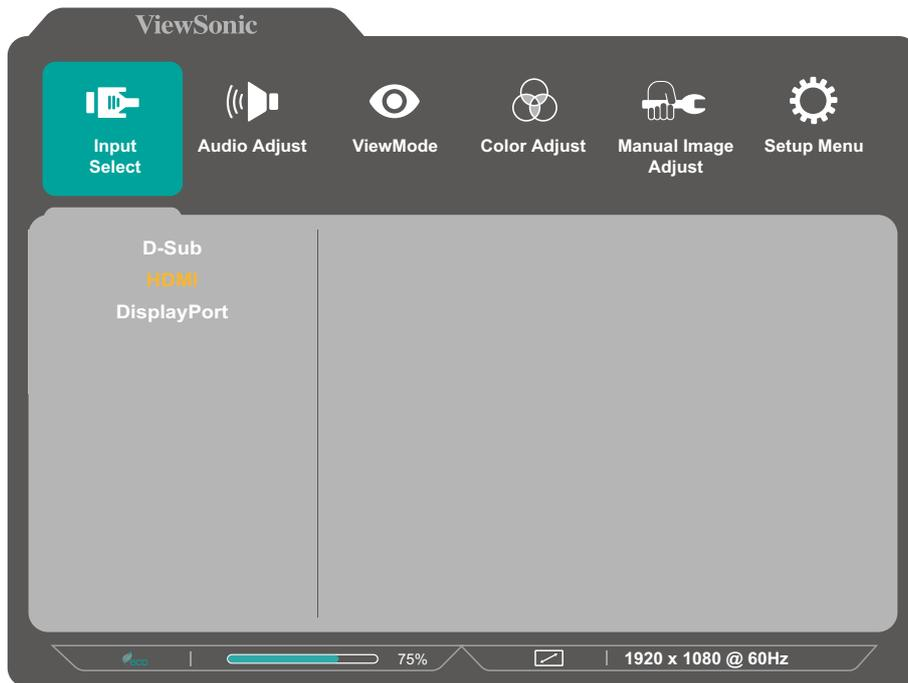 ViewSonic
Input
Select
Audio Adjust
ViewMode
Color Adjust
Manual Image
Adjust
Setup Menu
D-Sub
HDMI
DisplayPort
eco
75%
1920 x 1080 @ 60Hz